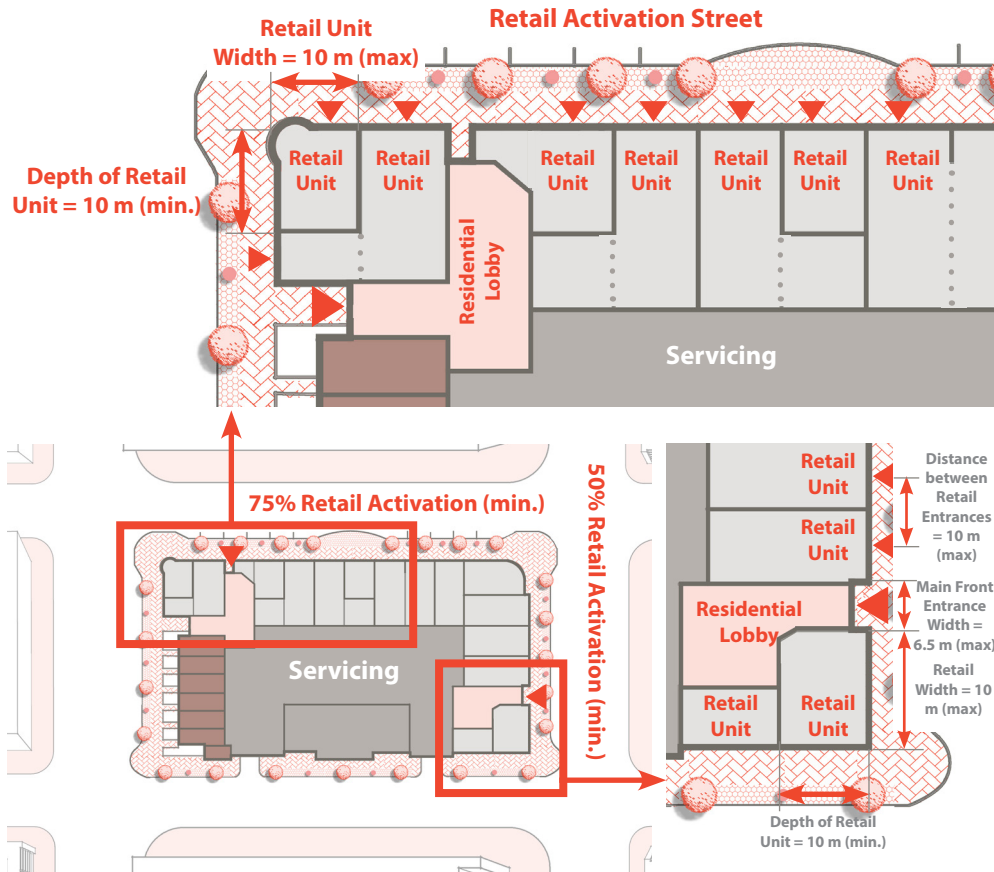 Retail Activation Street
Retail Unit
Width = 10 m (max)
Depth of Retail
Unit = 10 m (min.)
Retail
Unit
Retail
Unit
Retail
Unit
Retail
Unit
Retail
Unit
Retail
Unit
Retail
Unit
Residential
Lobby
Servicing
75% Retail Activation (min.)
50% Retail Activation (min.)
Servicing
Retail
Unit
Retail
Unit
Residential
Lobby
Retail
Unit
Retail
Unit
Distance
between
Retail
Entrances
= 10 m
(max)
Main Front
Entrance
Width =
6.5 m (max)
Retail
Width = 10
m (max)
Depth of Retail
Unit = 10 m (min.)